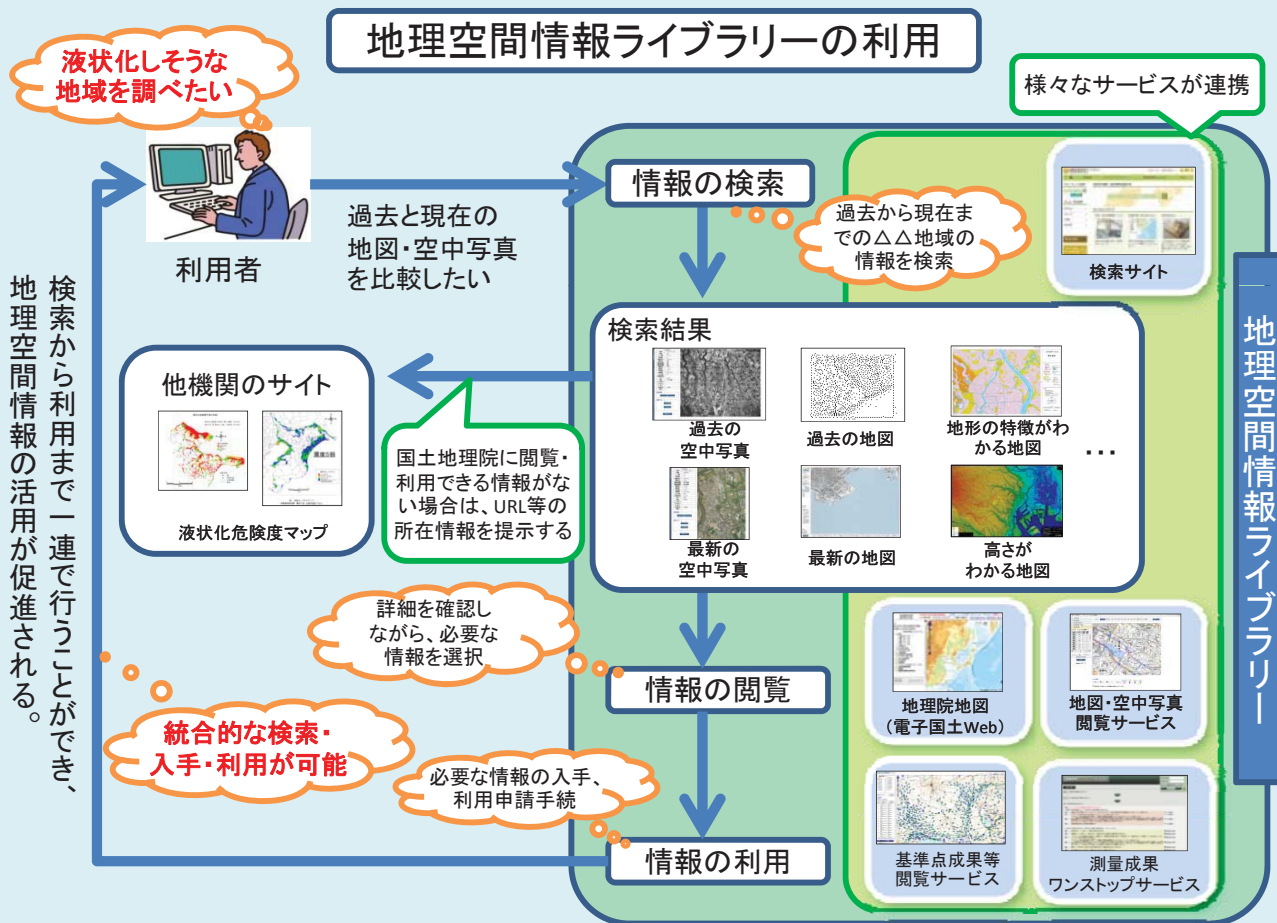 地理空間情報ライブラリーの利用
液状化しそうな
地域を調べたい
様々なサービスが連携
利用者
過去と現在の
地図・空中写真
を比較したい
情報の検索
過去から現在ま
での△△地域の
情報を検索
検索サイト
検索結果
過去の
空中写真
過去の地図
地形の特徴がわ
かる地図
…
最新の
空中写真
最新の地図
高さが
わかる地図
他機関のサイト
液状化危険度マップ
国土地理院に閲覧・
利用できる情報がな
い場合は、URL等の
所在情報を提示する
詳細を確認し
ながら、必要な
情報を選択
情報の閲覧
地理院地図
(電子国土Web)
地図・空中写真
閲覧サービス
統合的な検索・
入手・利用が可能
必要な情報の入手、
利用申請手続
情報の利用
基準点成果等
閲覧サービス
測量成果
ワンストップサービス
検索から利用まで一連で行うことができ、
地理空間情報の活用が促進される。
地理空間情報ライブラリー